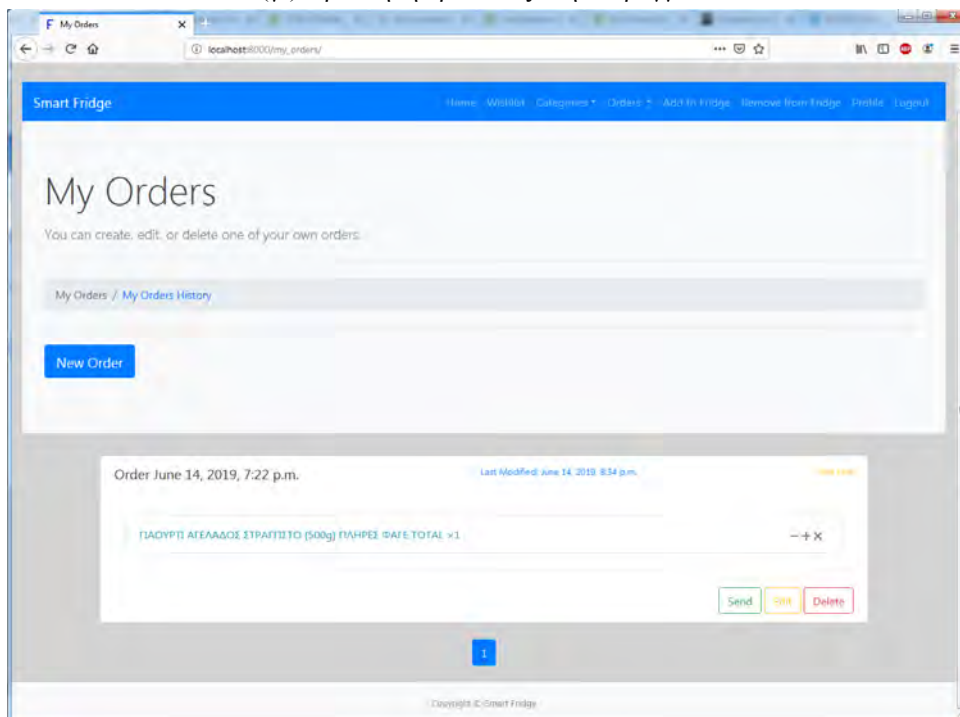 My Orders
localhost:8000/my_orders/
Smart Fridge
Home Wishlist Categories Orders Add to Fridge Remove from Fridge Profile Logout
My Orders
You can create, edit, or delete one of your own orders.
My Orders / My Orders History
New Order
Order June 14, 2019, 7:22 p.m.
Last Modified: June 14, 2019, 8:34 p.m.
ΓΙΑΟΥΡΤΙ ΑΓΕΛΑΔΟΣ ΣΤΡΑΓΓΙΣΤΟ (500g) ΠΛΗΡΕΣ ΦΑΓΕ TOTAL ×1
−+×
Send Edit Delete
1
Copyright © Smart Fridge